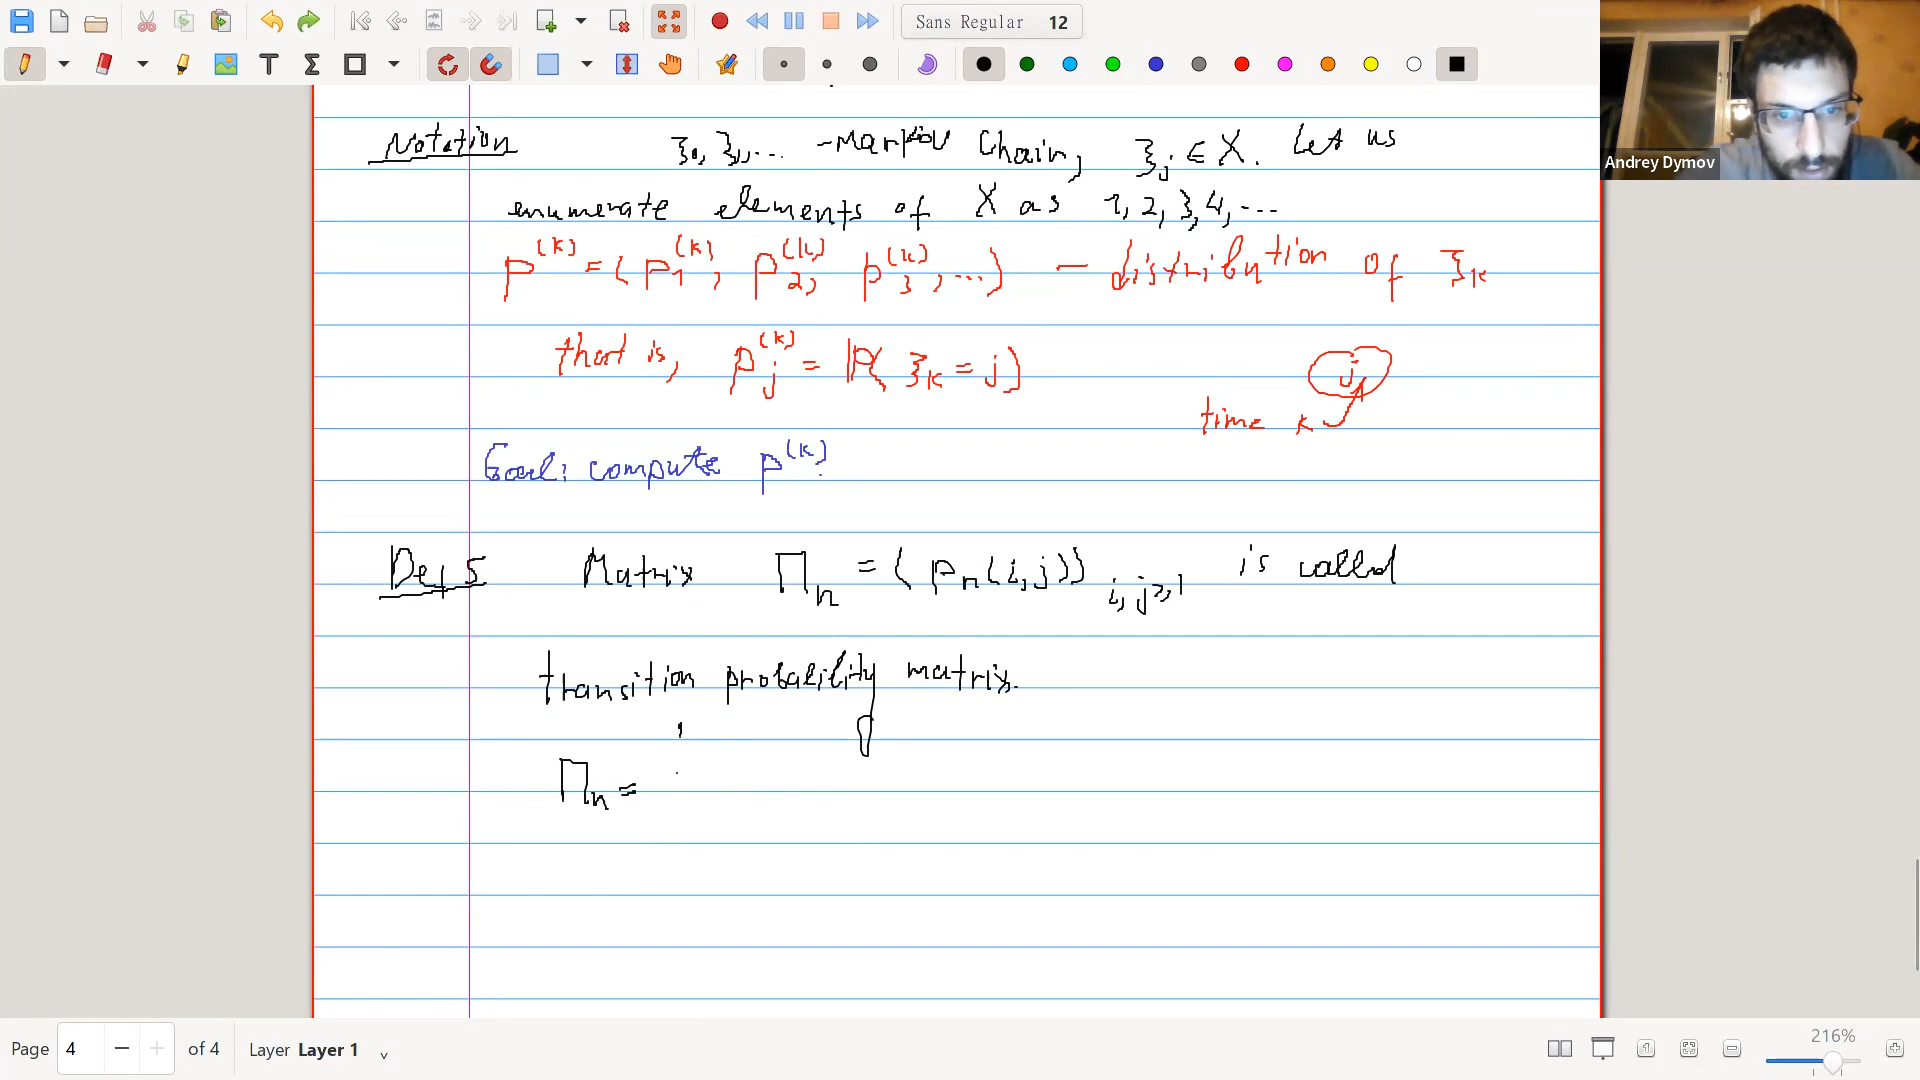 Sans Regular 12
Andrey Dymov
Notation ξ₀, ξ₁, ... – Markov Chain, ξⱼ ∈ X. Let us
enumerate elements of X as 1, 2, 3, 4, ...
P^(k) = (P₁^(k), P₂^(k), P₃^(k), ...) — distribution of ξₖ
that is, Pⱼ^(k) = ℙ(ξₖ = j)
j
time k
Goal: compute P^(k).
Def 5 Matrix Πₙ = (Pₙ(i,j))_{i,j≥1} is called
transition probability matrix.
Πₙ =
Page 4 of 4 Layer Layer 1
216%